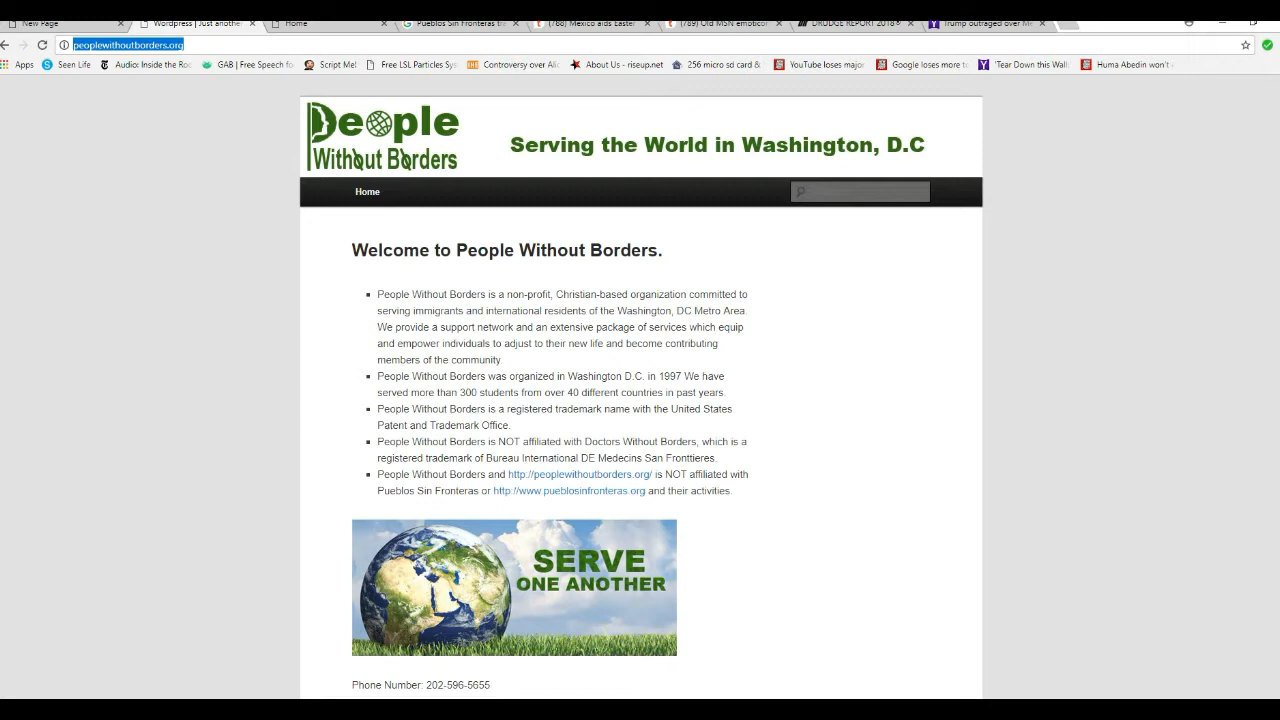 New Page
Wordpress | Just anothe
Home
Pueblos Sin Fronteras tra
(788) Mexico aids Easter
(789) Old MSN emoticor
DRUDGE REPORT 2018®
Trump outraged over Me
peoplewithoutborders.org
Apps
Seen Life
Audio: Inside the Roc
GAB | Free Speech fo
Script Me!
Free LSL Particles Sys
Controversy over Alic
About Us - riseup.net
256 micro sd card &
YouTube loses major
Google loses more t
'Tear Down this Wall
Huma Abedin won't
People
Without Borders
Serving the World in Washington, D.C
Home
Welcome to People Without Borders.
People Without Borders is a non-profit, Christian-based organization committed to
serving immigrants and international residents of the Washington, DC Metro Area.
We provide a support network and an extensive package of services which equip
and empower individuals to adjust to their new life and become contributing
members of the community.
People Without Borders was organized in Washington D.C. in 1997 We have
served more than 300 students from over 40 different countries in past years.
People Without Borders is a registered trademark name with the United States
Patent and Trademark Office.
People Without Borders is NOT affiliated with Doctors Without Borders, which is a
registered trademark of Bureau International DE Medecins San Fronttieres.
People Without Borders and http://peoplewithoutborders.org/ is NOT affiliated with
Pueblos Sin Fronteras or http://www.pueblosinfronteras.org and their activities.
SERVE
ONE ANOTHER
Phone Number: 202-596-5655